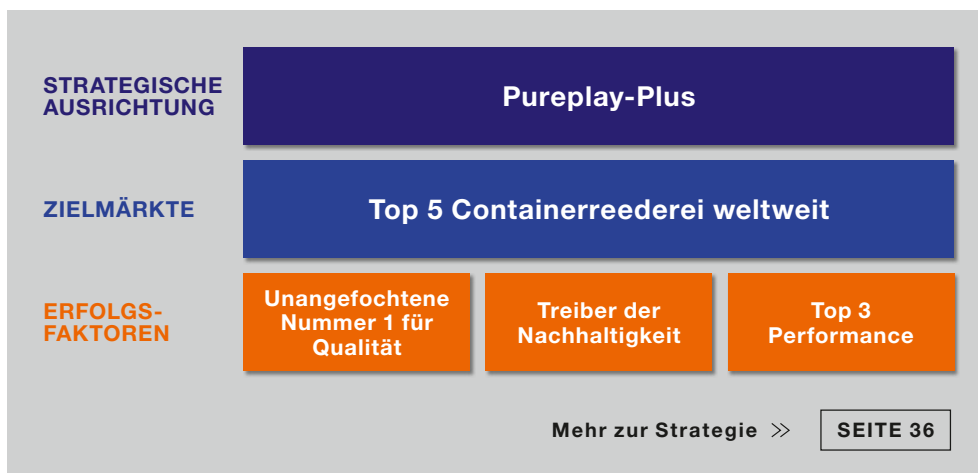 STRATEGISCHE
AUSRICHTUNG
Pureplay-Plus
ZIELMÄRKTE
Top 5 Containerreederei weltweit
ERFOLGS-
FAKTOREN
Unangefochtene
Nummer 1 für
Qualität
Treiber der
Nachhaltigkeit
Top 3
Performance
Mehr zur Strategie >> SEITE 36